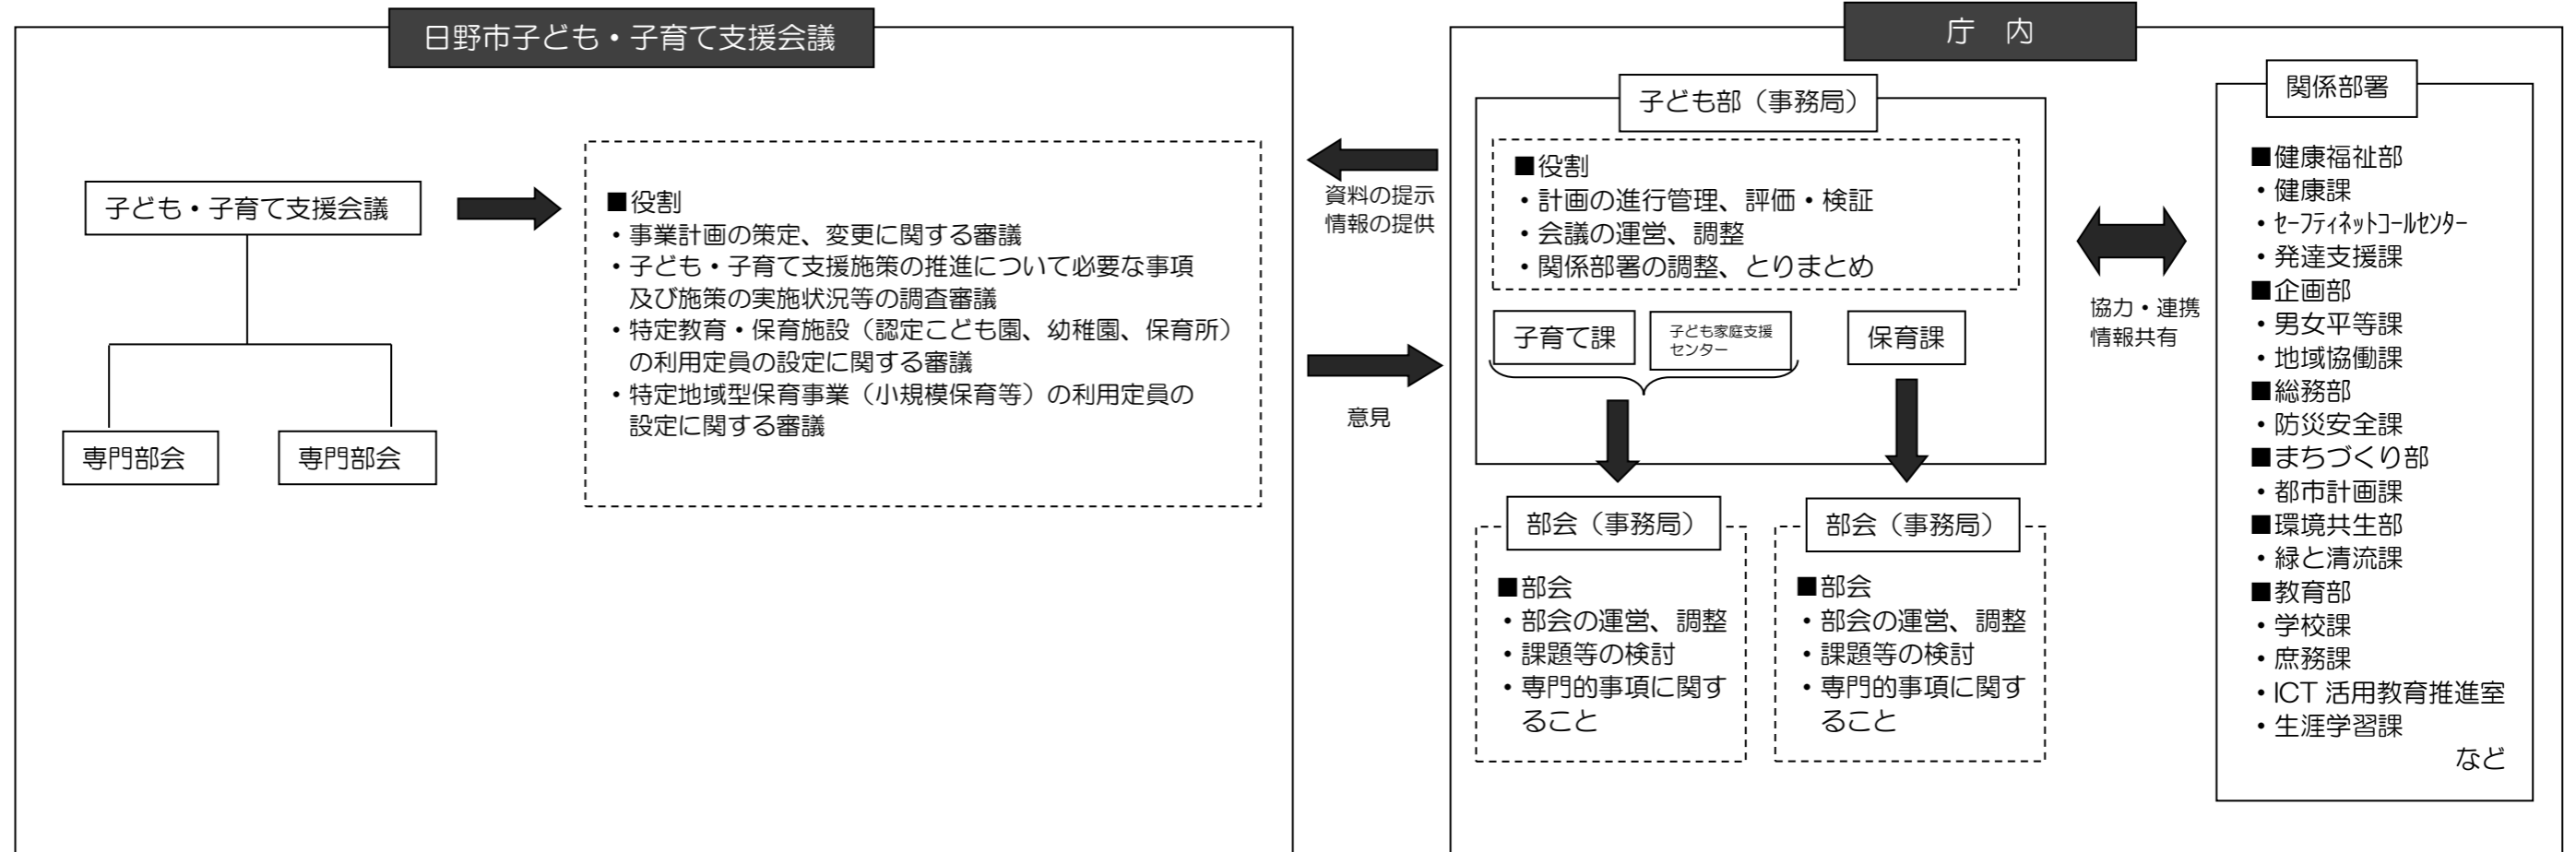 日野市子ども・子育て支援会議
子ども・子育て支援会議
専門部会
専門部会
■役割
・事業計画の策定、変更に関する審議
・子ども・子育て支援施策の推進について必要な事項
及び施策の実施状況等の調査審議
・特定教育・保育施設（認定こども園、幼稚園、保育所）
の利用定員の設定に関する審議
・特定地域型保育事業（小規模保育等）の利用定員の
設定に関する審議
資料の提示
情報の提供
意見
庁　内
子ども部（事務局）
■役割
・計画の進行管理、評価・検証
・会議の運営、調整
・関係部署の調整、とりまとめ
子育て課
子ども家庭支援
センター
保育課
部会（事務局）
■部会
・部会の運営、調整
・課題等の検討
・専門的事項に関す
ること
部会（事務局）
■部会
・部会の運営、調整
・課題等の検討
・専門的事項に関す
ること
協力・連携
情報共有
関係部署
■健康福祉部
・健康課
・ｾｰﾌﾃｨﾈｯﾄｺｰﾙｾﾝﾀｰ
・発達支援課
■企画部
・男女平等課
・地域協働課
■総務部
・防災安全課
■まちづくり部
・都市計画課
■環境共生部
・緑と清流課
■教育部
・学校課
・庶務課
・ICT 活用教育推進室
・生涯学習課
など